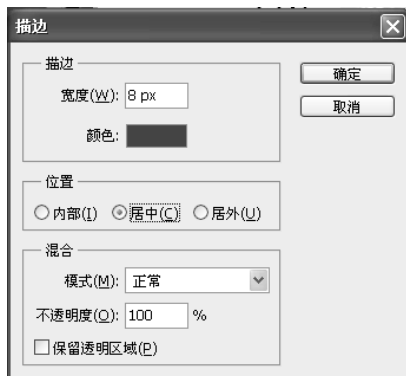 描边
描边
宽度(W): 8 px
颜色:
确定
取消
位置
内部(I) 居中(C) 居外(U)
混合
模式(M): 正常
不透明度(O): 100 %
保留透明区域(P)